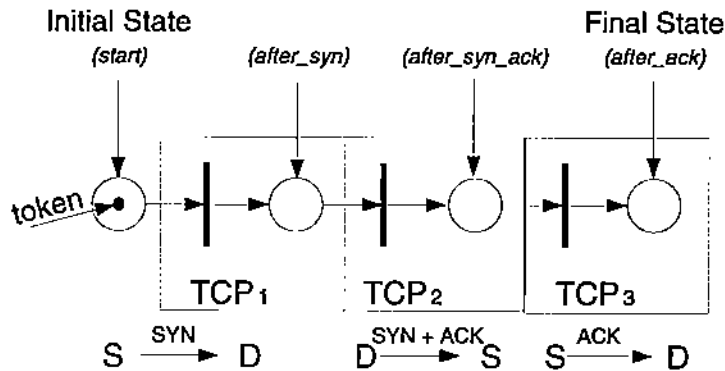 Initial State Final State
(start) (after_syn) (after_syn_ack) (after_ack)
token
TCP1 TCP2 TCP3
S SYN D D SYN + ACK S S ACK D